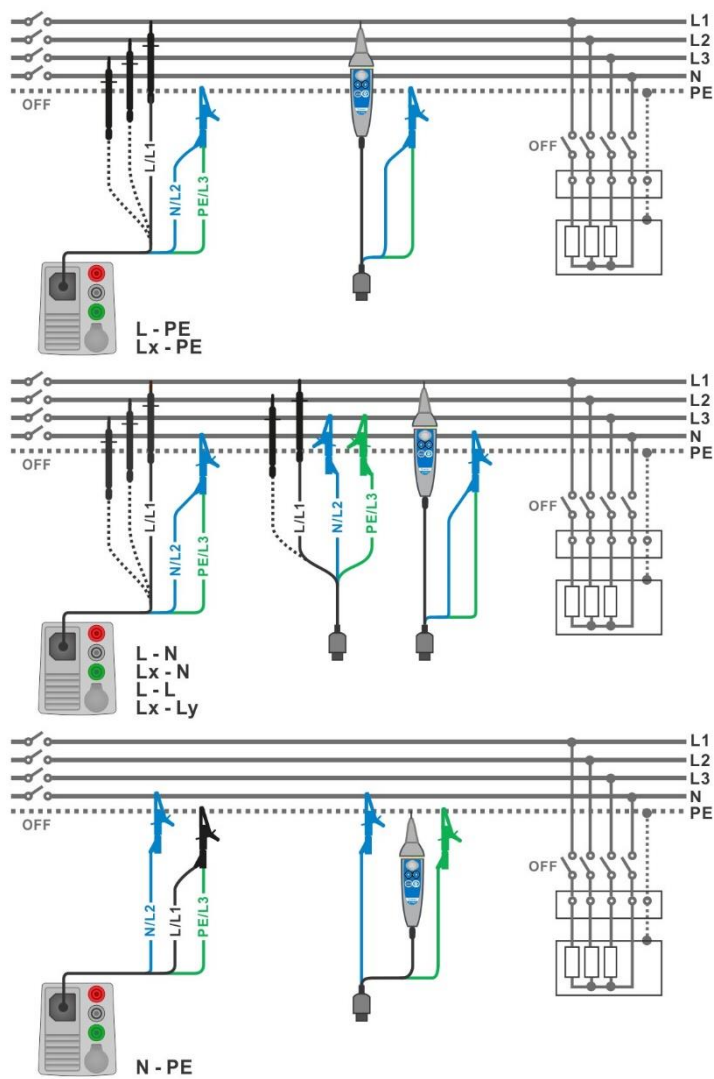 L1
L2
L3
N
PE
OFF
OFF
L/L1
N/L2
PE/L3
L - PE
Lx - PE
L1
L2
L3
N
PE
OFF
OFF
L/L1
N/L2
PE/L3
L/L1
N/L2
PE/L3
L - N
Lx - N
L - L
Lx - Ly
L1
L2
L3
N
PE
OFF
OFF
N/L2
L/L1
PE/L3
N - PE